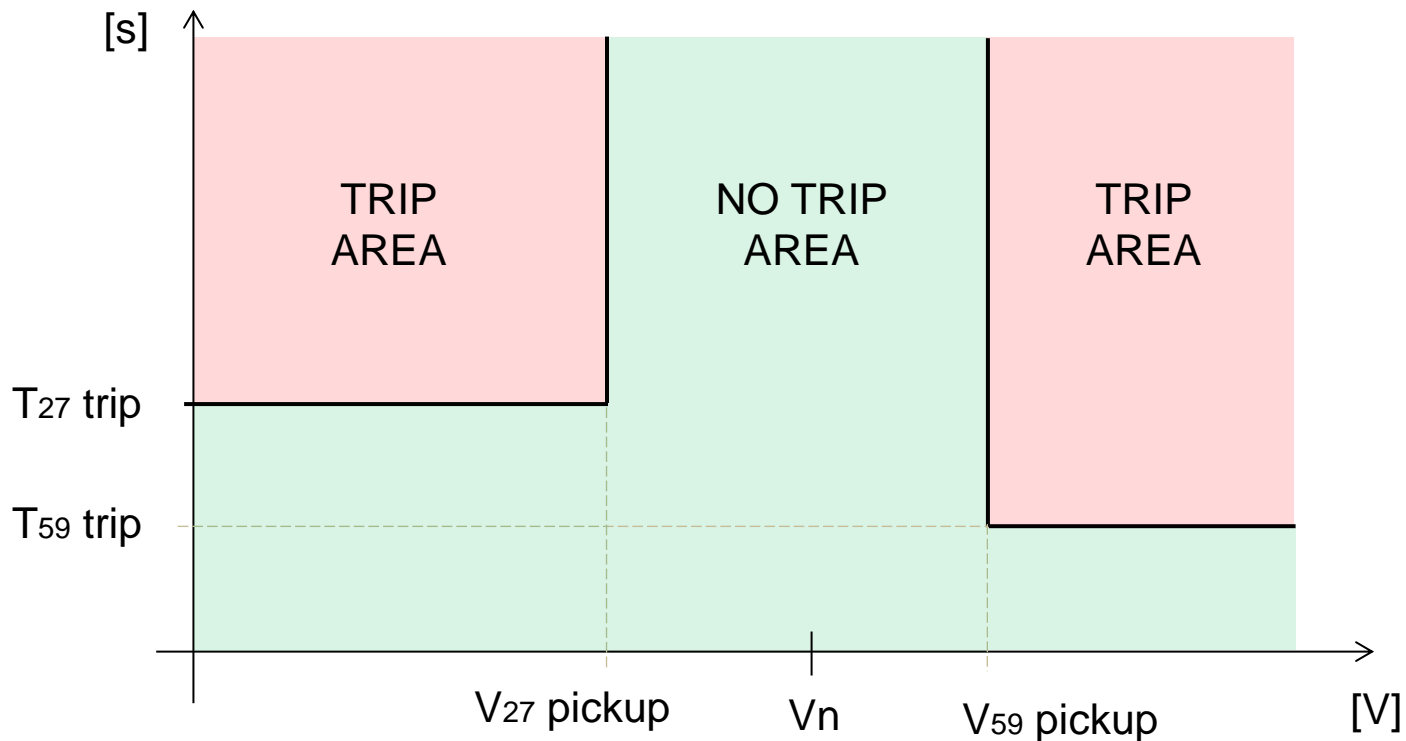 [s]
TRIP
AREA
NO TRIP
AREA
TRIP
AREA
T27 trip
T59 trip
V27 pickup
Vn
V59 pickup
[V]